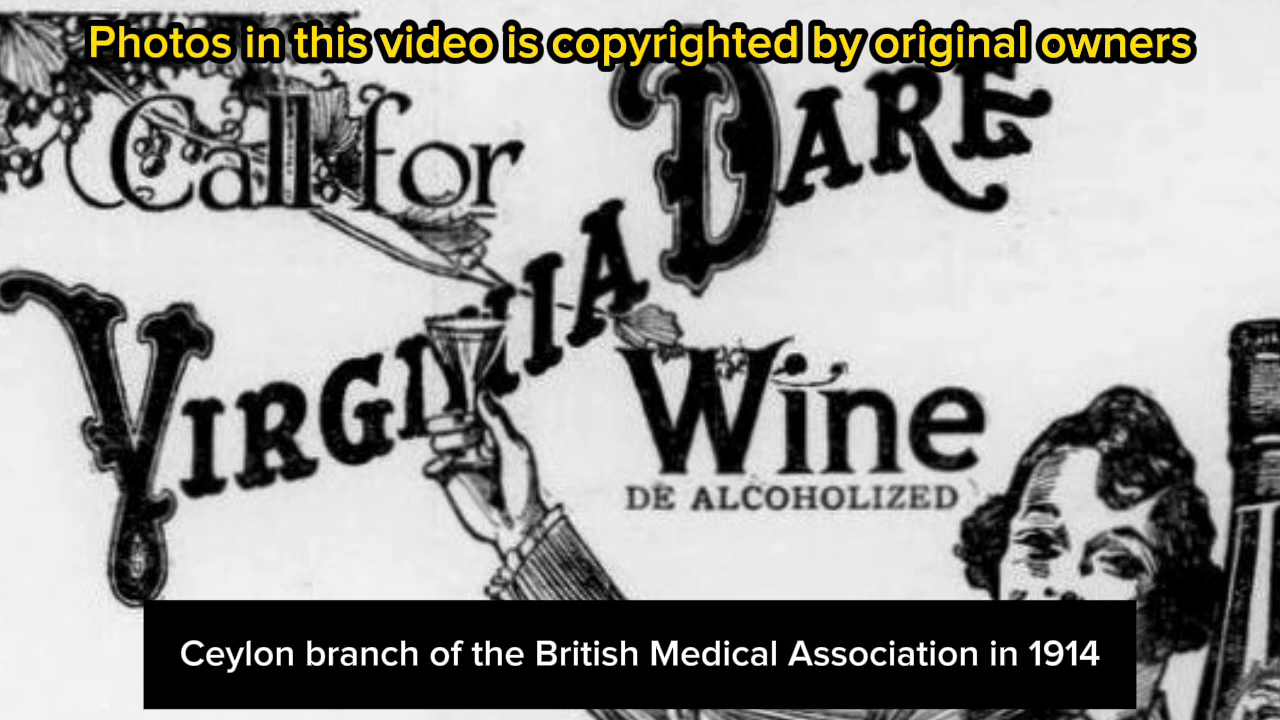 Photos in this video is copyrighted by original owners
Call for
VIRGINIA DARE
Wine
DE ALCOHOLIZED
Ceylon branch of the British Medical Association in 1914